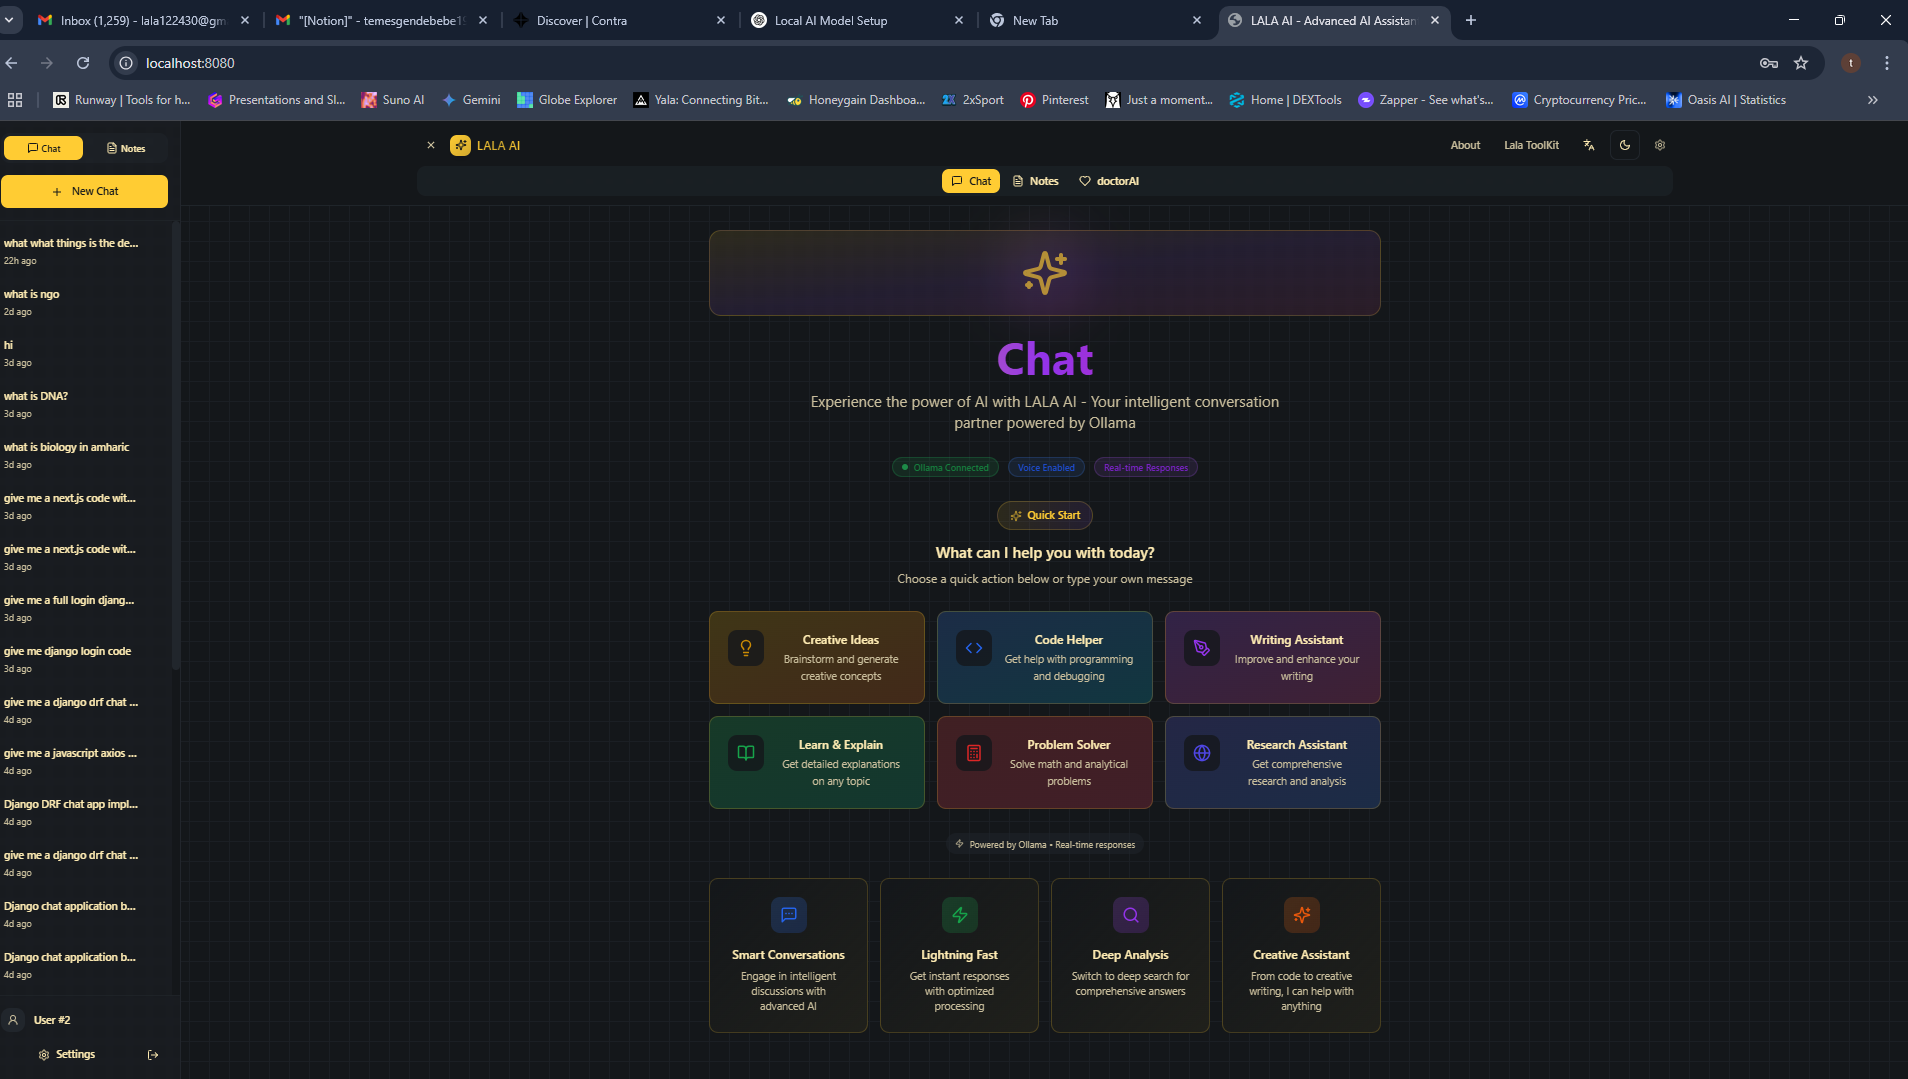 Inbox (1,259) - lala122430@gm
"[Notion]" - temesgendebebe19
Discover | Contra
Local AI Model Setup
New Tab
LALA AI - Advanced AI Assistan
localhost:8080
t
Runway | Tools for h...
Presentations and Sl...
Suno AI
Gemini
Globe Explorer
Yala: Connecting Bit...
Honeygain Dashboa...
2xSport
Pinterest
Just a moment...
Home | DEXTools
Zapper - See what's...
Cryptocurrency Pric...
Oasis AI | Statistics
Chat
Notes
New Chat
what what things is the de...
22h ago
what is ngo
2d ago
hi
3d ago
what is DNA?
3d ago
what is biology in amharic
3d ago
give me a next.js code wit...
3d ago
give me a next.js code wit...
3d ago
give me a full login djang...
3d ago
give me django login code
3d ago
give me a django drf chat ...
4d ago
give me a javascript axios ...
4d ago
Django DRF chat app impl...
4d ago
give me a django drf chat ...
4d ago
Django chat application b...
4d ago
Django chat application b...
4d ago
User #2
Settings
LALA AI
About
Lala ToolKit
Chat
Notes
doctorAI
Chat
Experience the power of AI with LALA AI - Your intelligent conversation
partner powered by Ollama
Ollama Connected
Voice Enabled
Real-time Responses
Quick Start
What can I help you with today?
Choose a quick action below or type your own message
Creative Ideas
Brainstorm and generate
creative concepts
Code Helper
Get help with programming
and debugging
Writing Assistant
Improve and enhance your
writing
Learn & Explain
Get detailed explanations
on any topic
Problem Solver
Solve math and analytical
problems
Research Assistant
Get comprehensive
research and analysis
Powered by Ollama • Real-time responses
Smart Conversations
Engage in intelligent
discussions with
advanced AI
Lightning Fast
Get instant responses
with optimized
processing
Deep Analysis
Switch to deep search for
comprehensive answers
Creative Assistant
From code to creative
writing, I can help with
anything